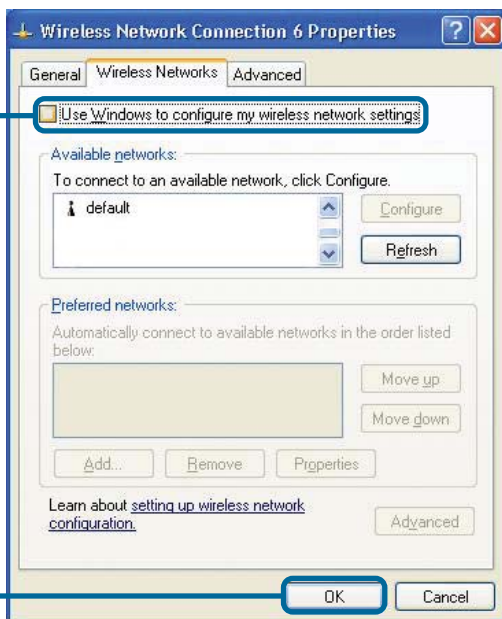 Wireless Network Connection 6 Properties
General Wireless Networks Advanced
Use Windows to configure my wireless network settings
Available networks:
To connect to an available network, click Configure.
default
Configure
Refresh
Preferred networks:
Automatically connect to available networks in the order listed
below:
Move up
Move down
Add... Remove Properties
Learn about setting up wireless network
configuration.
Advanced
OK Cancel